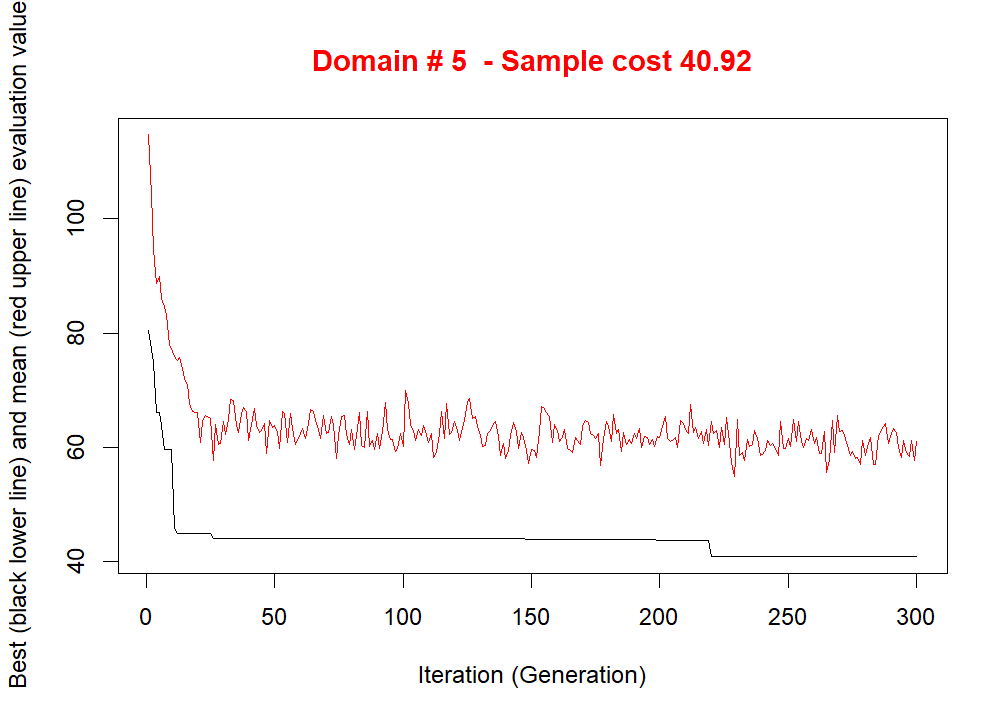 Domain # 5  - Sample cost 40.92
Best (black lower line) and mean (red upper line) evaluation value
100
80
60
40
0 50 100 150 200 250 300
Iteration (Generation)